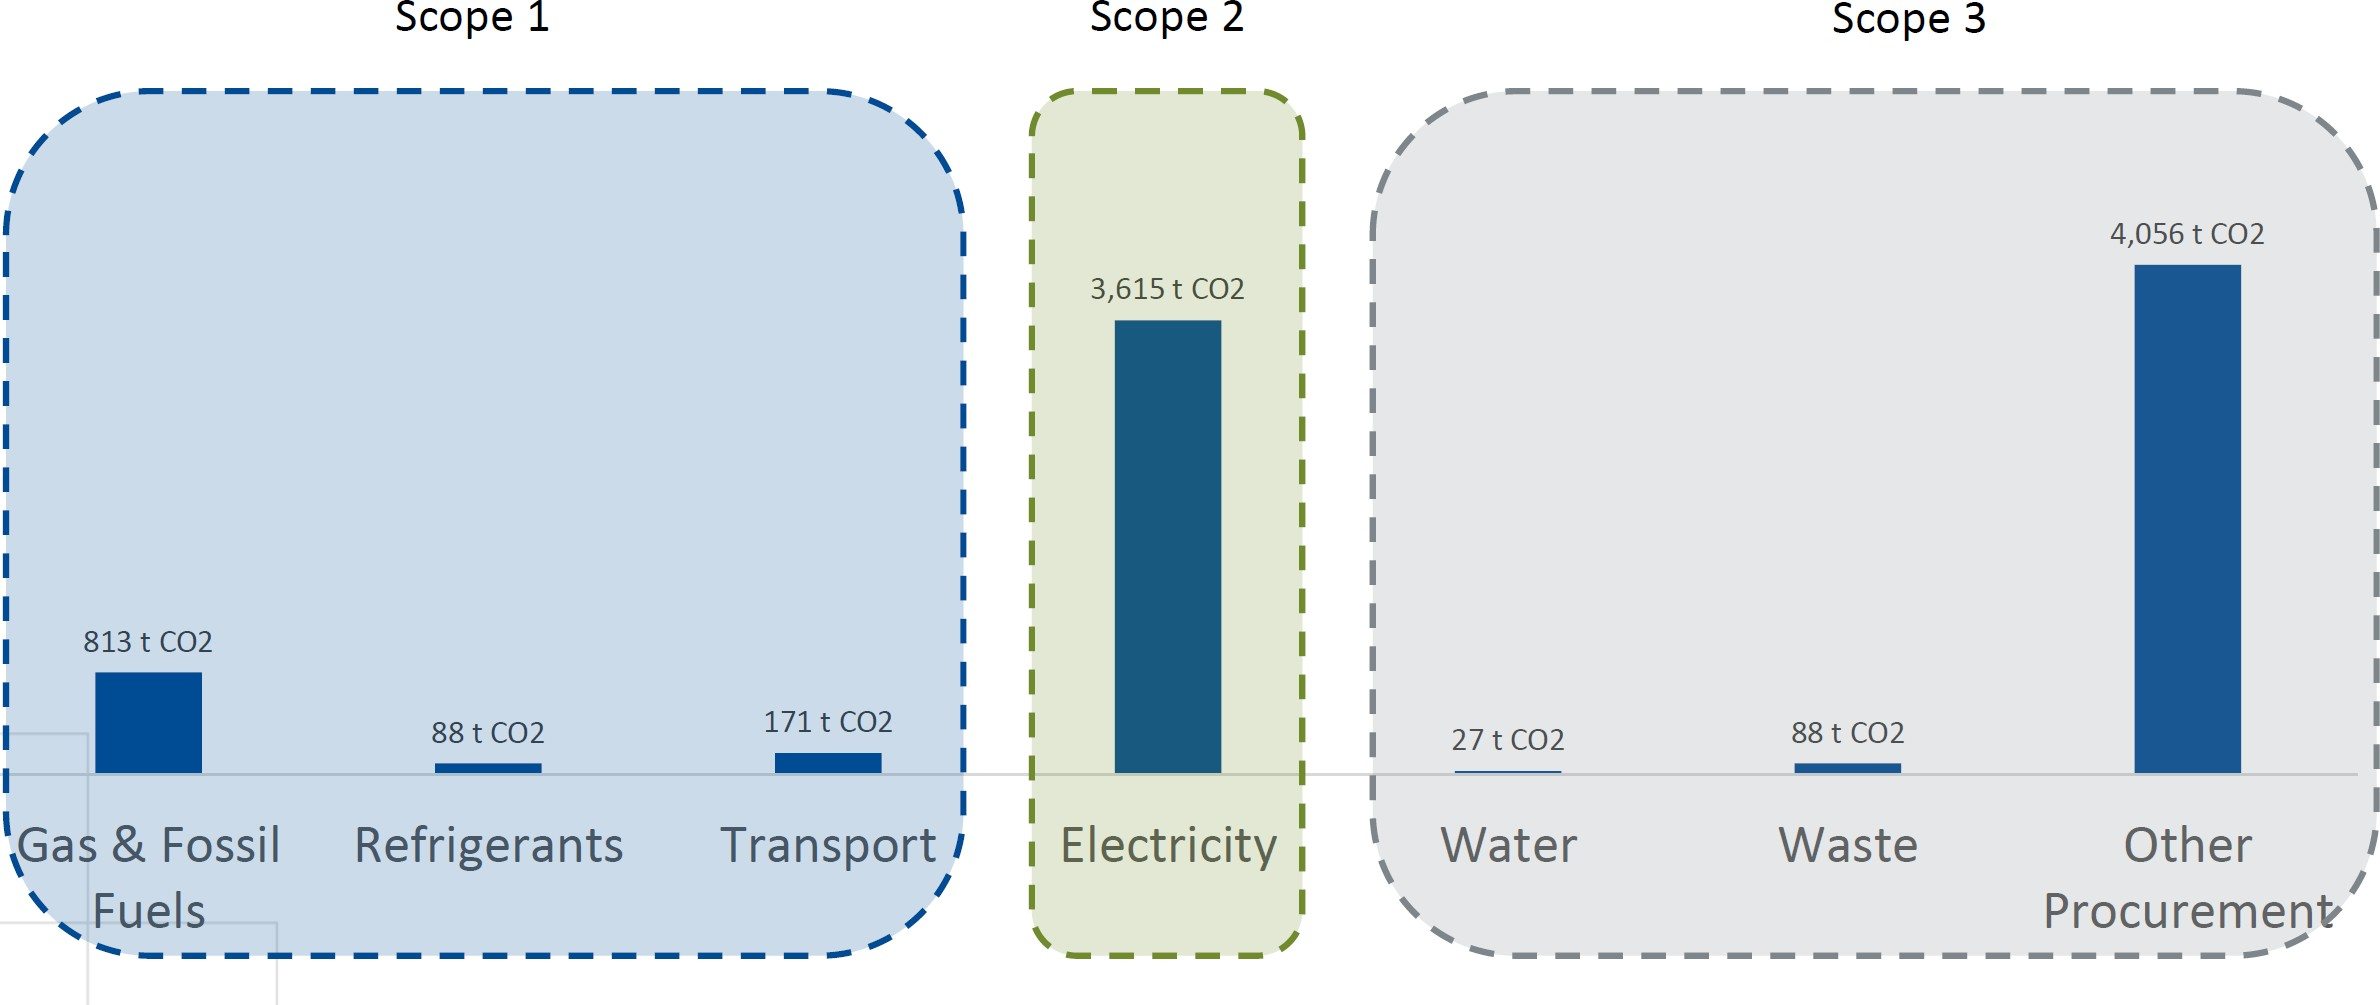 Scope 1
Scope 2
Scope 3
813 t CO2
88 t CO2
171 t CO2
3,615 t CO2
27 t CO2
88 t CO2
4,056 t CO2
Gas & Fossil
Fuels
Refrigerants
Transport
Electricity
Water
Waste
Other
Procurement